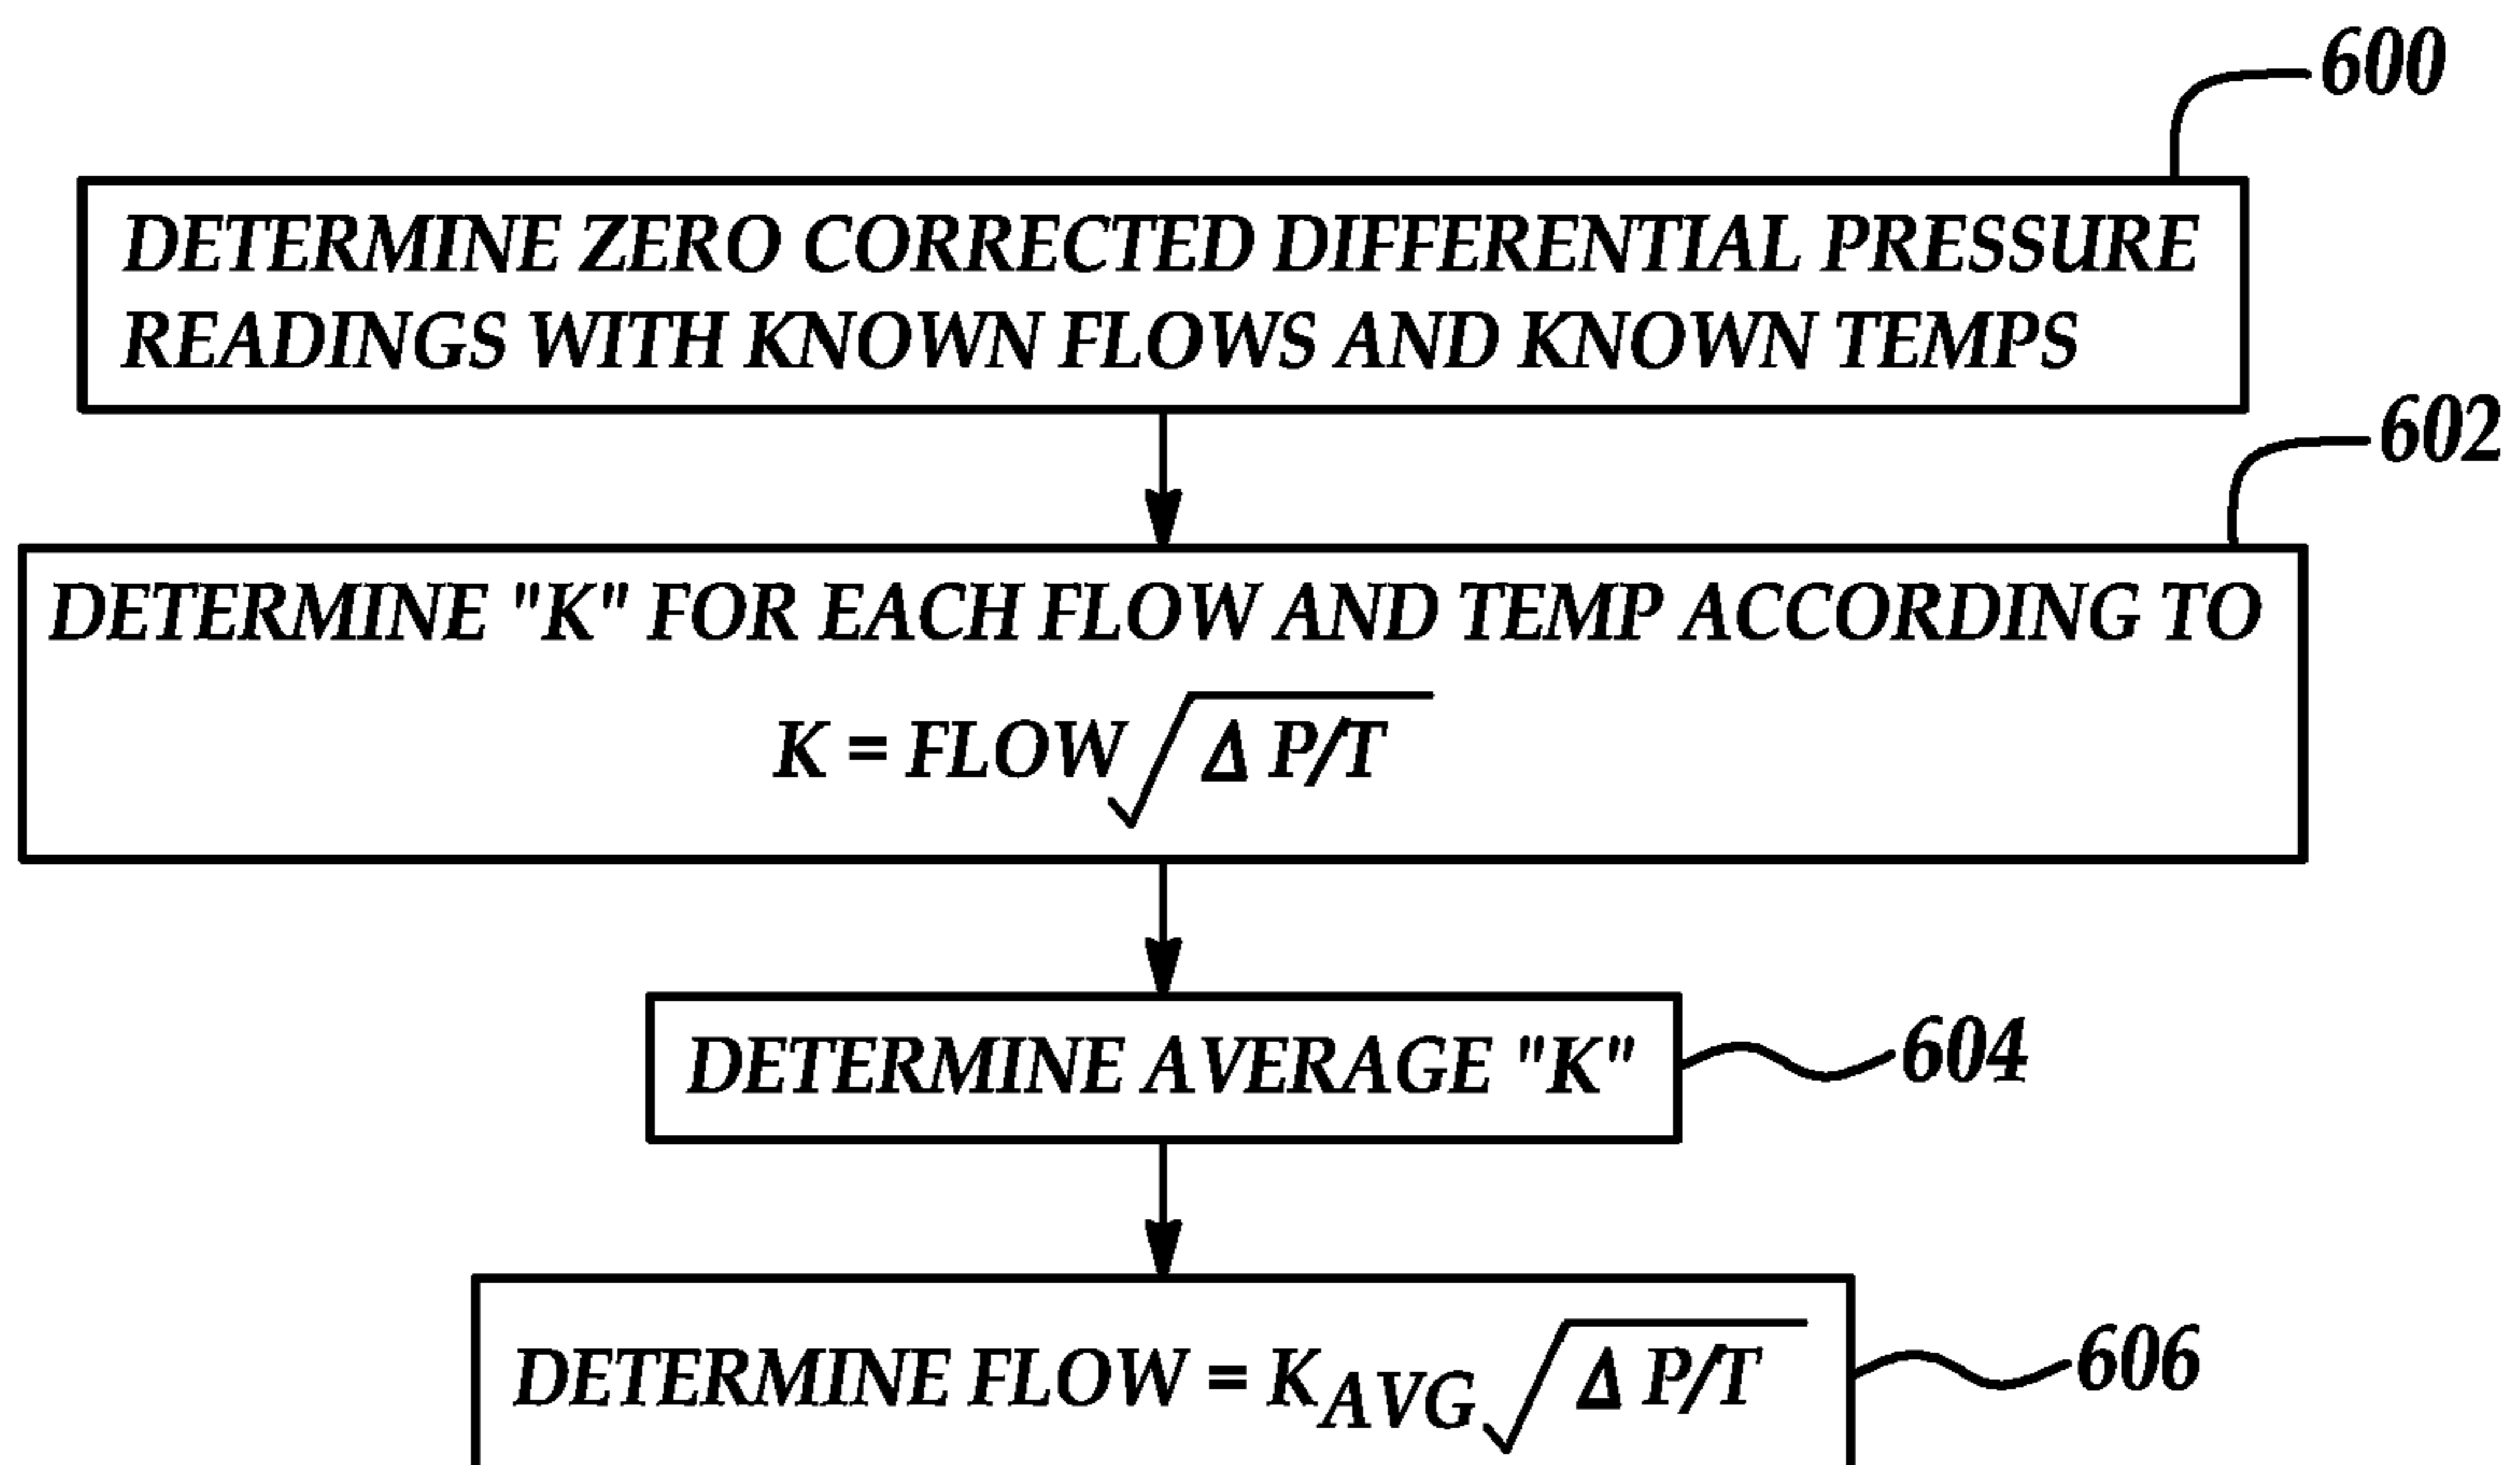 600
DETERMINE ZERO CORRECTED DIFFERENTIAL PRESSURE
READINGS WITH KNOWN FLOWS AND KNOWN TEMPS
602
DETERMINE "K" FOR EACH FLOW AND TEMP ACCORDING TO
K = FLOW√Δ P/T
DETERMINE AVERAGE "K"
604
DETERMINE FLOW = KAVG√Δ P/T
606